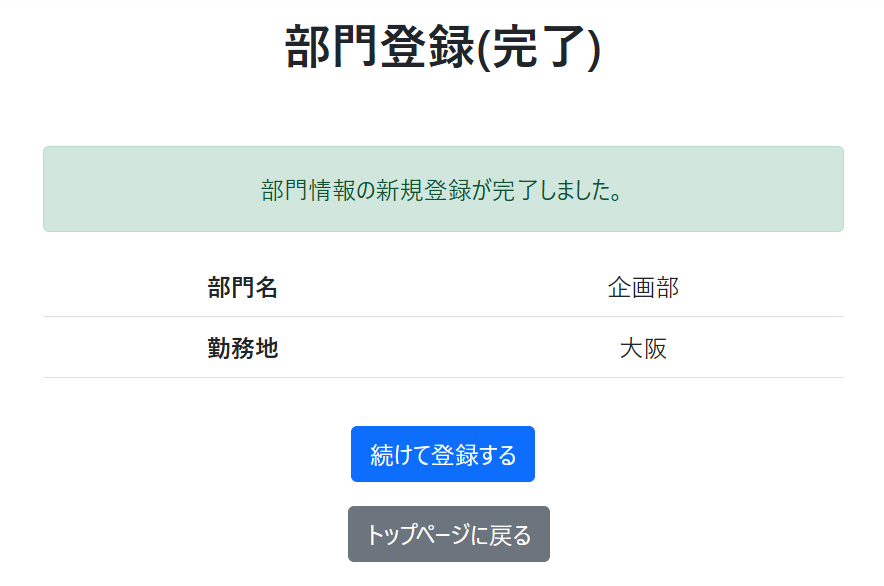 部門登録(完了)
部門情報の新規登録が完了しました。
部門名 企画部
勤務地 大阪
続けて登録する
トップページに戻る